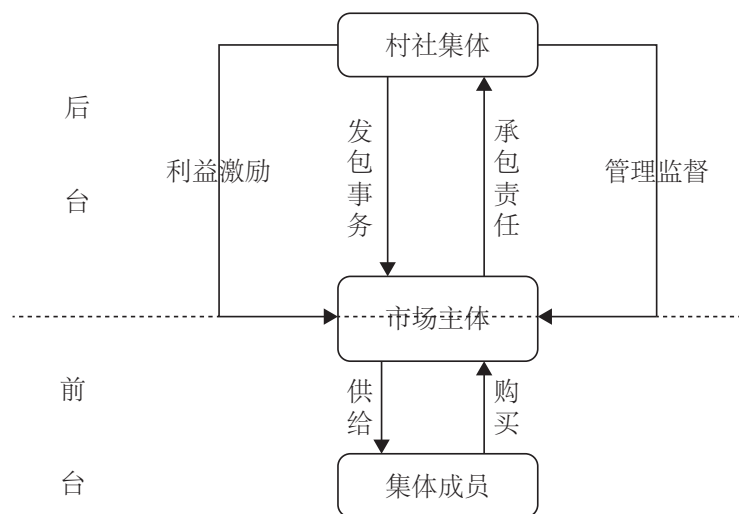 村社集体
后台
利益激励
发包事务
承包责任
管理监督
市场主体
前台
供给
购买
集体成员